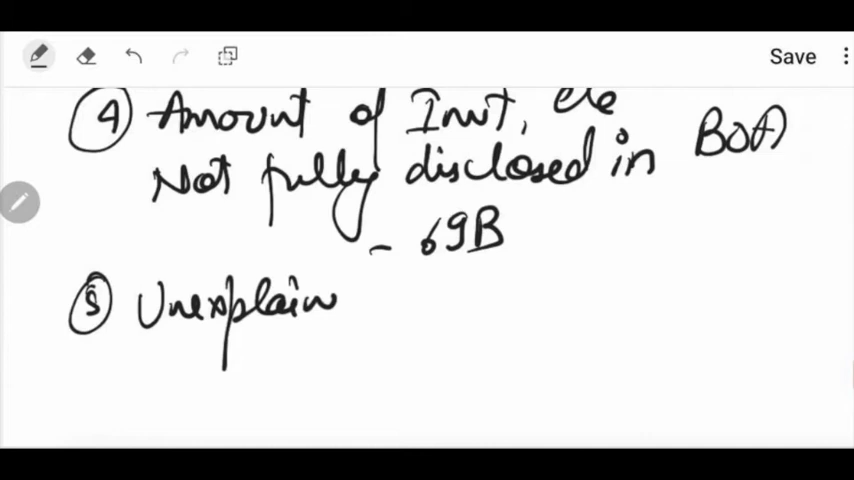 Save
④ Amount of Invt, etc
Not fully disclosed in BOA
- 69B
⑤ Unexplain